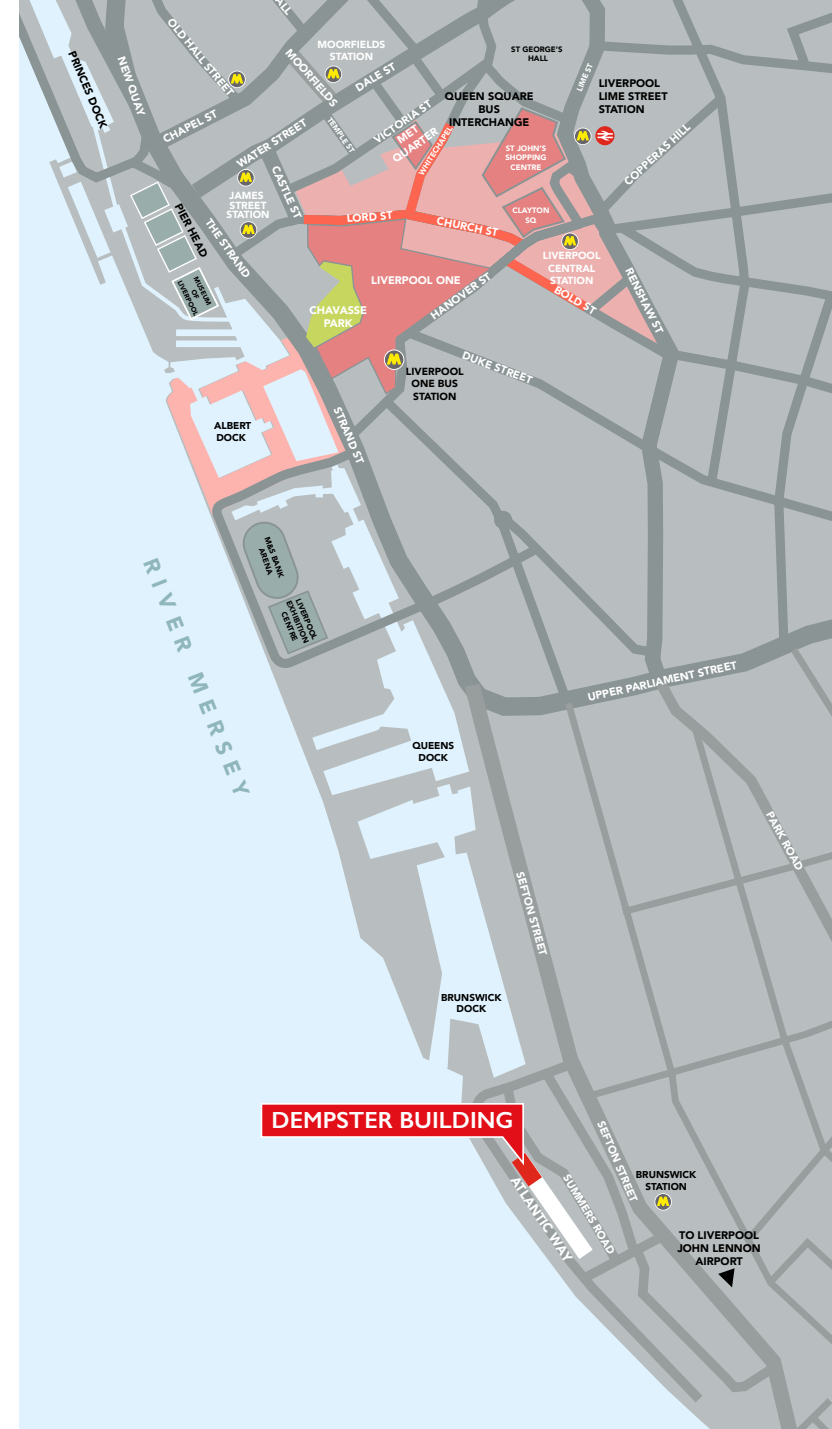 ALL
OLD HALL STREET
PRINCES DOCK
NEW QUAY
MOORFIELDS
STATION
MOORFIELDS
ST GEORGE'S
HALL
DALE ST
LIME ST
LIVERPOOL
LIME STREET
STATION
QUEEN SQUARE
BUS
INTERCHANGE
CHAPEL ST
WATER STREET
TEMPLE ST
VICTORIA ST
MET
QUARTER
WHITECHAPEL
ST JOHN'S
SHOPPING
CENTRE
COPPERAS HILL
CASTLE ST
JAMES
STREET
STATION
PIER HEAD
THE STRAND
LORD ST
CHURCH ST
CLAYTON
SQ
LIVERPOOL
CENTRAL
STATION
MUSEUM
OF
LIVERPOOL
LIVERPOOL ONE
HANOVER ST
BOLD ST
RENSHAW ST
CHAVASSE
PARK
LIVERPOOL
ONE BUS
STATION
DUKE STREET
ALBERT
DOCK
STRAND ST
M&S BANK
ARENA
LIVERPOOL
EXHIBITION
CENTRE
RIVER MERSEY
UPPER PARLIAMENT STREET
QUEENS
DOCK
PARK ROAD
SEFTON STREET
BRUNSWICK
DOCK
DEMPSTER BUILDING
SEFTON STREET
BRUNSWICK
STATION
ATLANTIC WAY
SUMMERS ROAD
TO LIVERPOOL
JOHN LENNON
AIRPORT